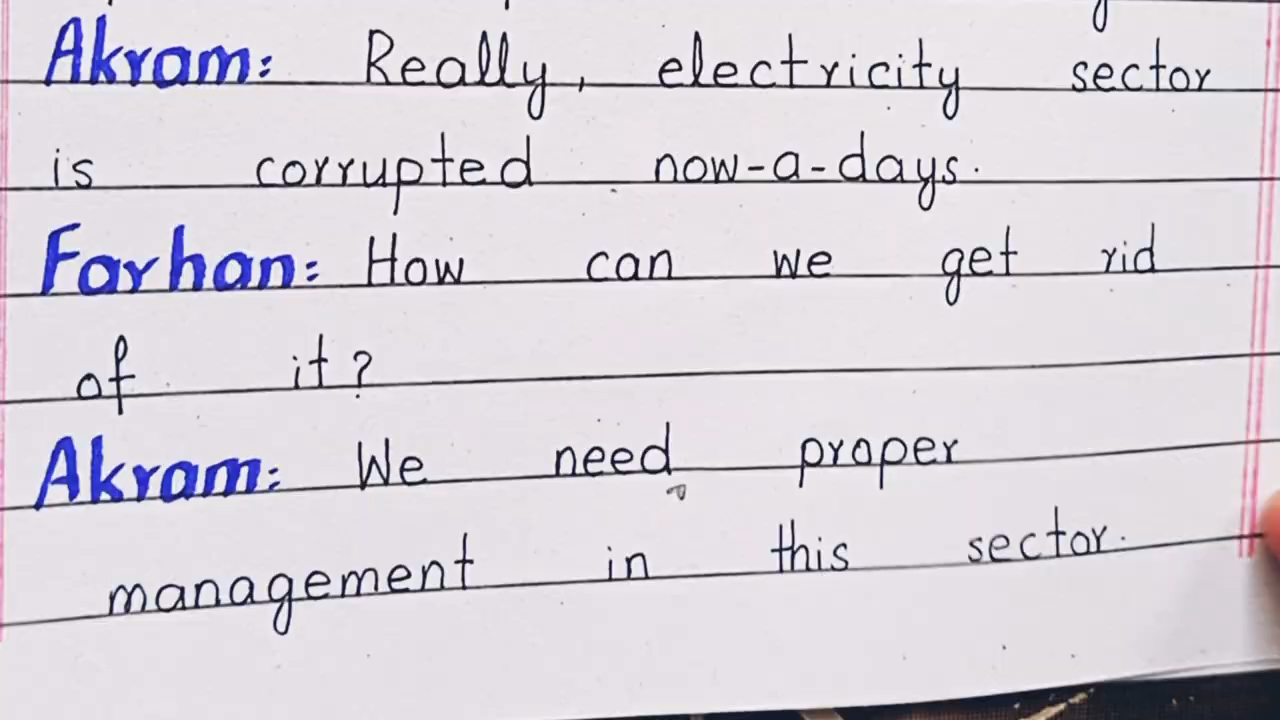 Akram: Really, electricity sector
is corrupted now-a-days.
Farhan: How can we get rid
of it?
Akram: We need proper
management in this sector.